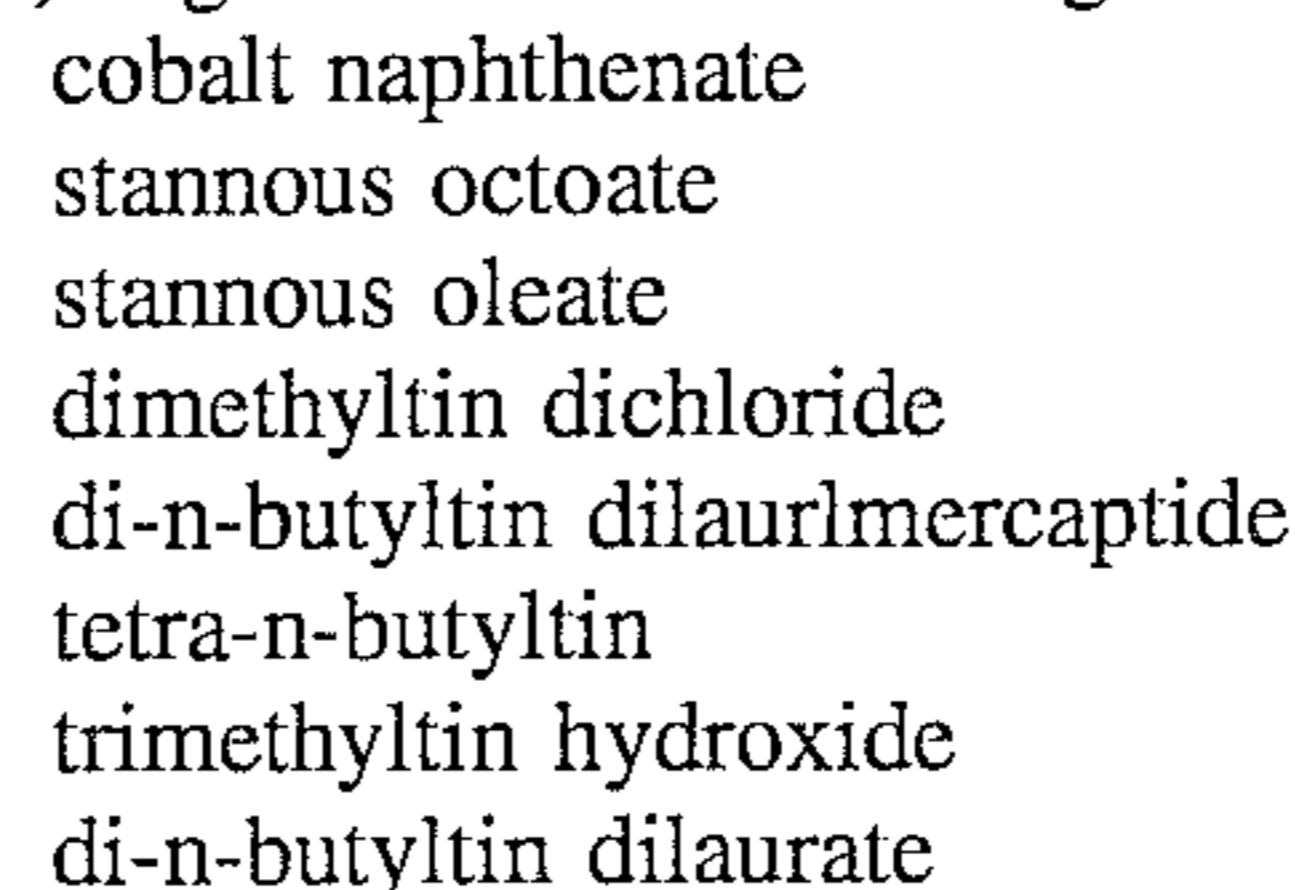 cobalt naphthenate
stannous octoate
stannous oleate
dimethyltin dichloride
di-n-butyltin dilaurlmercaptide
tetra-n-butyltin
trimethyltin hydroxide
di-n-butyltin dilaurate